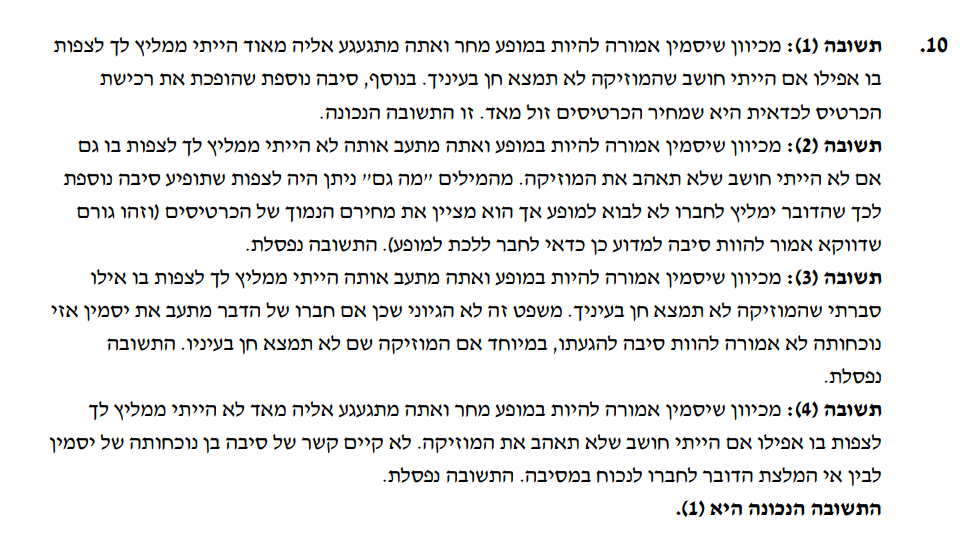 10. תשובה (1): מכיוון שיסמין אמורה להיות במופע מחר ואתה מתגעגע אליה מאוד הייתי ממליץ לך לצפות
בו אפילו אם הייתי חושב שהמוזיקה לא תמצא חן בעיניך. בנוסף, סיבה נוספת שהופכת את רכישת
הכרטיס לכדאית היא שמחיר הכרטיסים זול מאד. זו התשובה הנכונה.
תשובה (2): מכיוון שיסמין אמורה להיות במופע ואתה מתעב אותה לא הייתי ממליץ לך לצפות בו גם
אם לא הייתי חושב שלא תאהב את המוזיקה. מהמילים "מה גם" ניתן היה לצפות שתופיע סיבה נוספת
לכך שהדובר ימליץ לחברו לא לבוא למופע אך הוא מציין את מחירם הנמוך של הכרטיסים (וזהו גורם
שדווקא אמור להוות סיבה למדוע כן כדאי לחבר ללכת למופע). התשובה נפסלת.
תשובה (3): מכיוון שיסמין אמורה להיות במופע ואתה מתעב אותה הייתי ממליץ לך לצפות בו אילו
סברתי שהמוזיקה לא תמצא חן בעיניך. משפט זה לא הגיוני שכן אם חברו של הדבר מתעב את יסמין אזי
נוכחותה לא אמורה להוות סיבה להגעתו, במיוחד אם המוזיקה שם לא תמצא חן בעיניו. התשובה
נפסלת.
תשובה (4): מכיוון שיסמין אמורה להיות במופע מחר ואתה מתגעגע אליה מאד לא הייתי ממליץ לך
לצפות בו אפילו אם הייתי חושב שלא תאהב את המוזיקה. לא קיים קשר של סיבה בן נוכחותה של יסמין
לבין אי המלצת הדובר לחברו לנכוח במסיבה. התשובה נפסלת.
התשובה הנכונה היא (1).